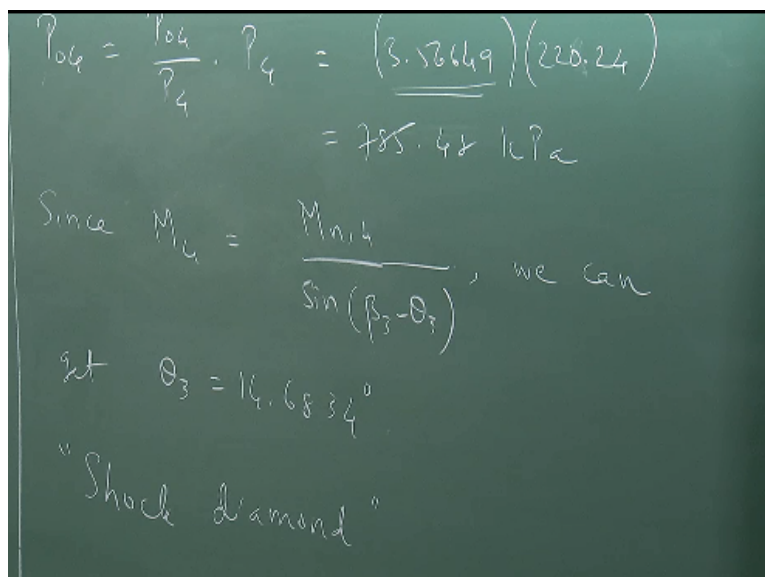 P₀₄ = P₀₄/P₄ · P₄ = (3.56649)(220.24)
= 785.48 kPa
Since M₄ = Mn,4/sin(β₃-θ₃), we can
get θ₃ = 14.6834°
"Shock diamond"